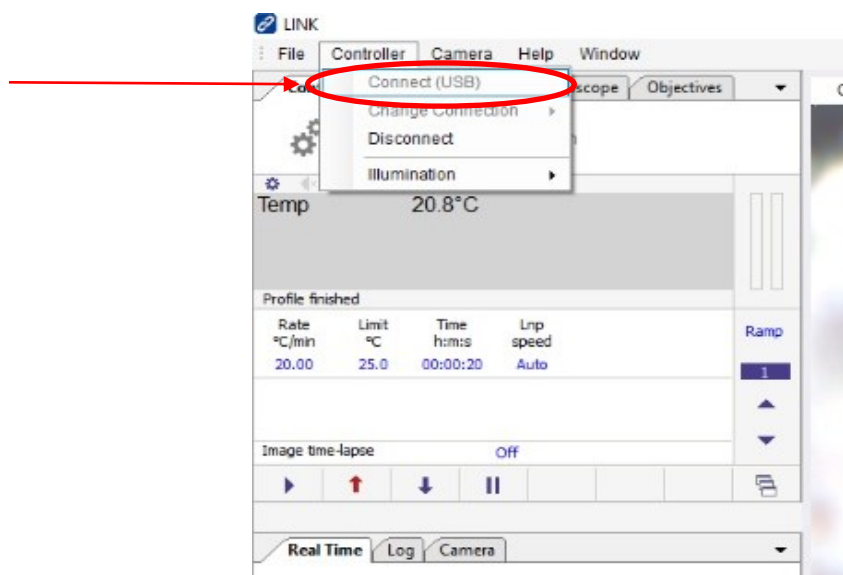 LINK
File Controller Camera Help Window
Connect (USB) scope Objectives
Change Connection
Disconnect
Illumination
Temp 20.8°C
Profile finished
Rate Limit Time Lnp
°C/min °C h:m:s speed Ramp
20.00 25.0 00:00:20 Auto
1
Image time-lapse Off
Real Time Log Camera